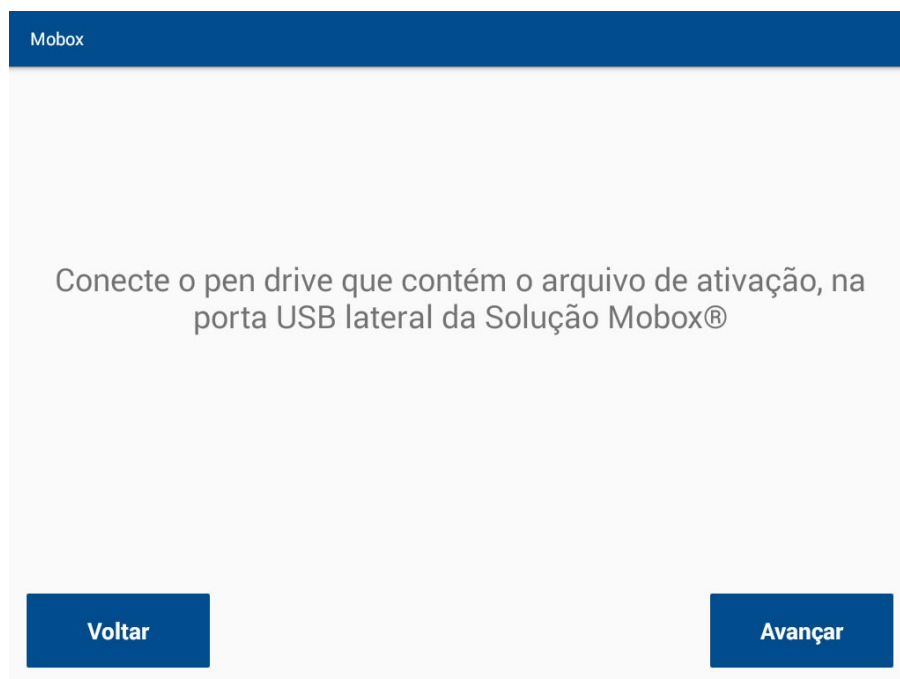 Mobox
Conecte o pen drive que contém o arquivo de ativação, na
porta USB lateral da Solução Mobox®
Voltar
Avançar